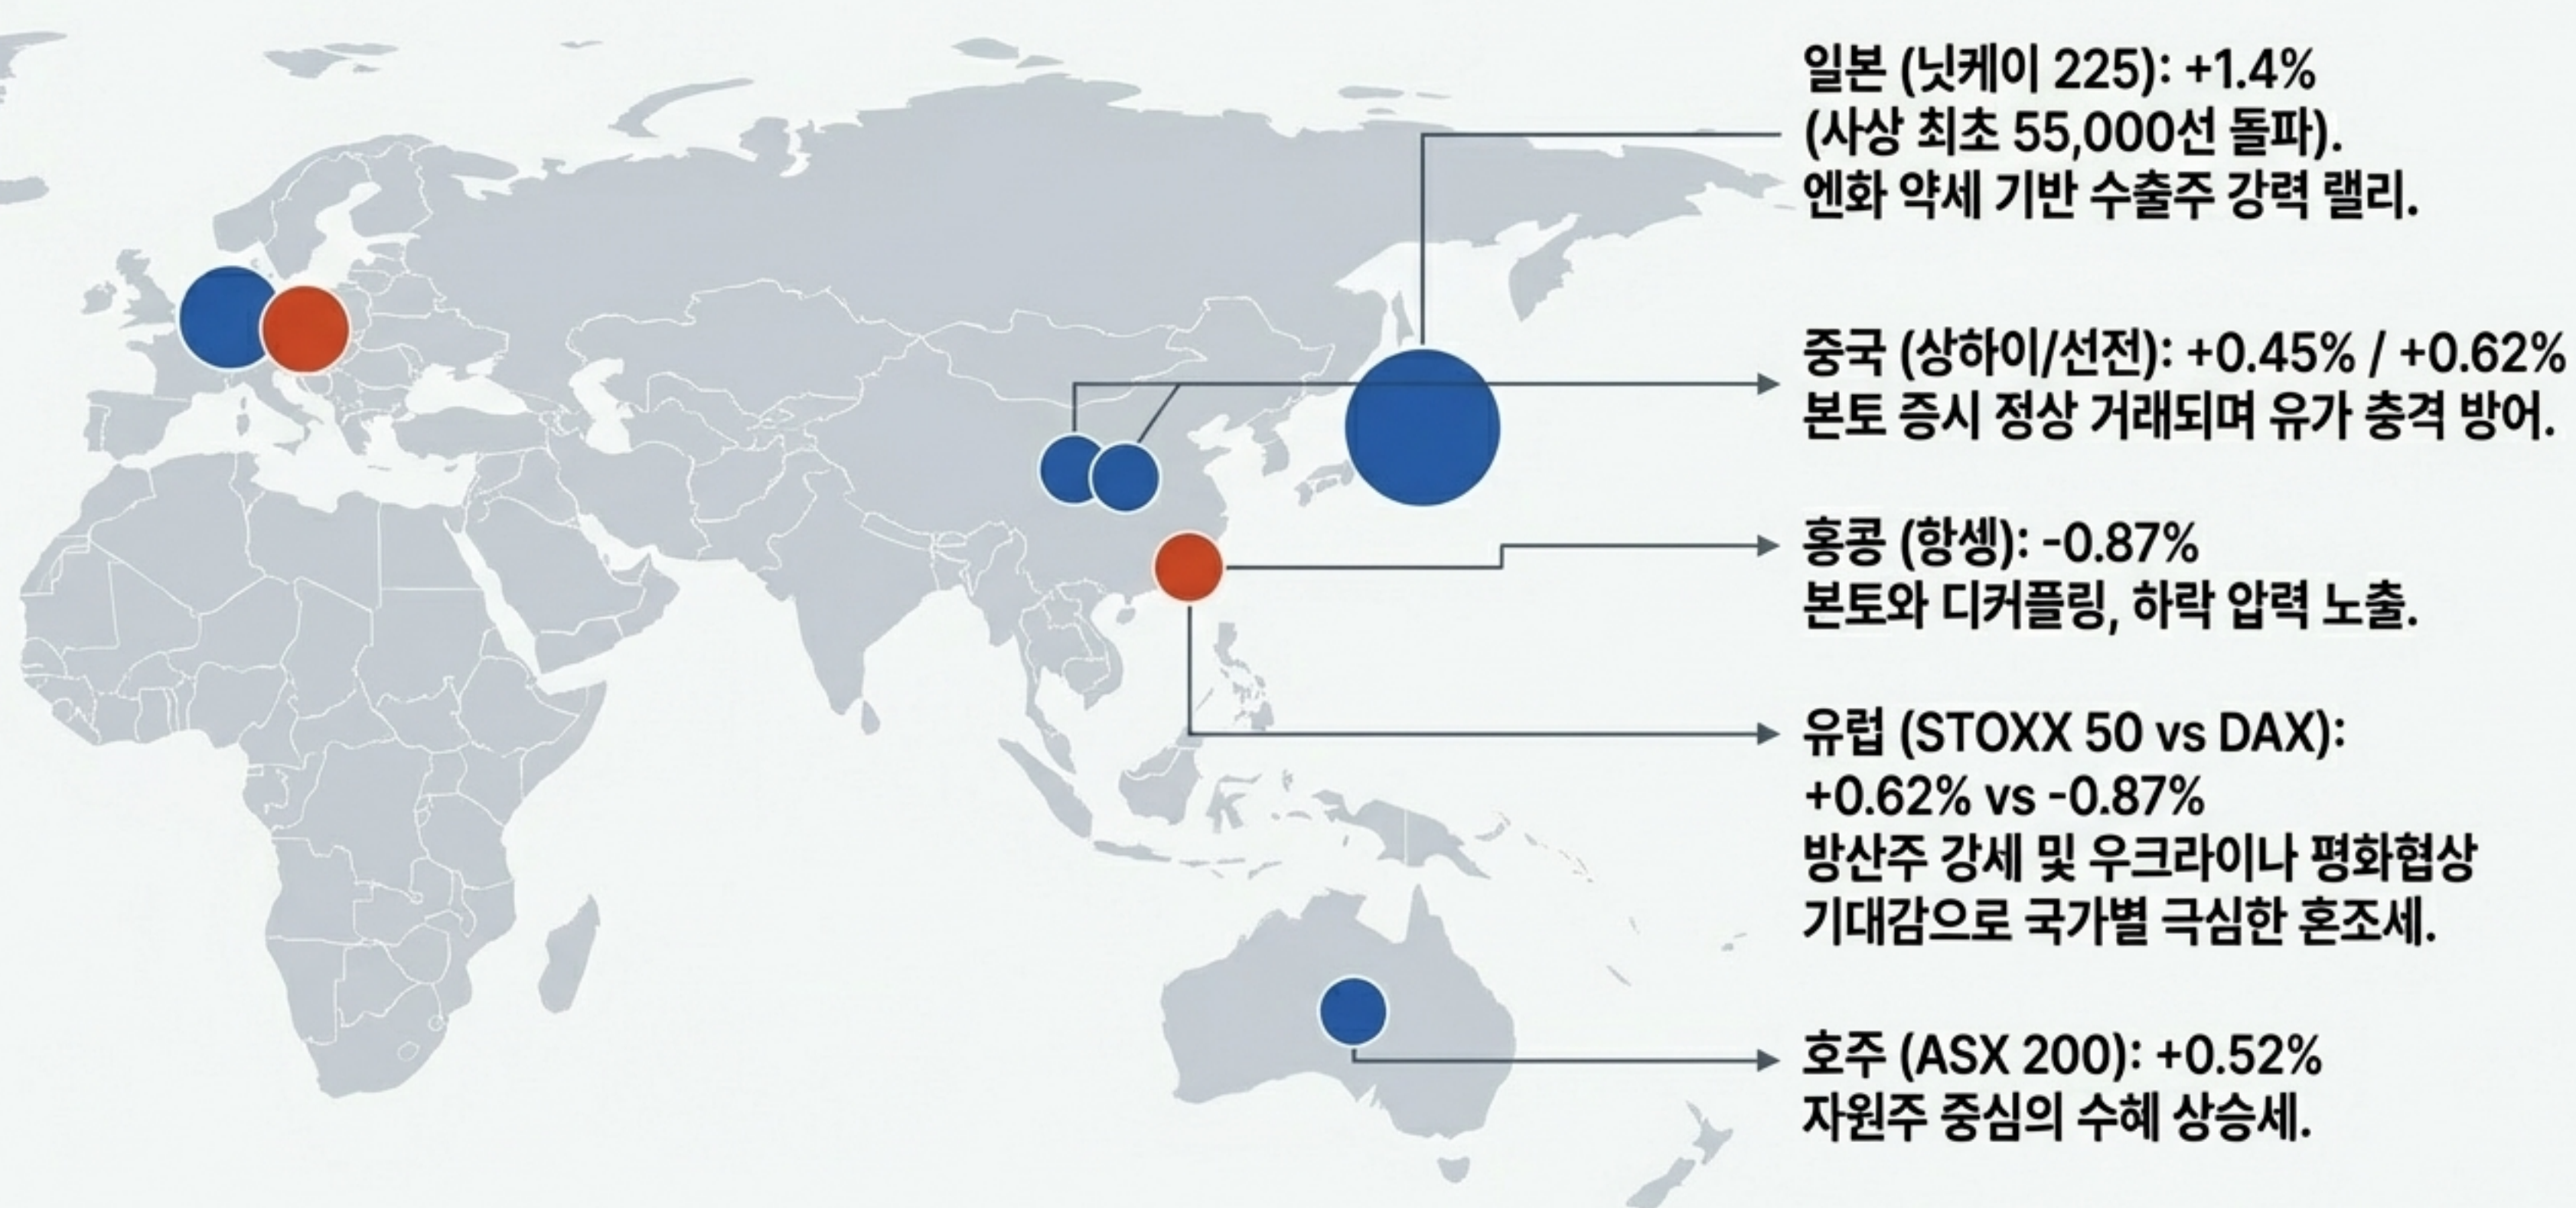 일본 (닛케이 225): +1.4%
(사상 최초 55,000선 돌파).
엔화 약세 기반 수출주 강력 랠리.
중국 (상하이/선전): +0.45% / +0.62%
본토 증시 정상 거래되며 유가 충격 방어.
홍콩 (항셍): -0.87%
본토와 디커플링, 하락 압력 노출.
유럽 (STOXX 50 vs DAX):
+0.62% vs -0.87%
방산주 강세 및 우크라이나 평화협상
기대감으로 국가별 극심한 혼조세.
호주 (ASX 200): +0.52%
자원주 중심의 수혜 상승세.